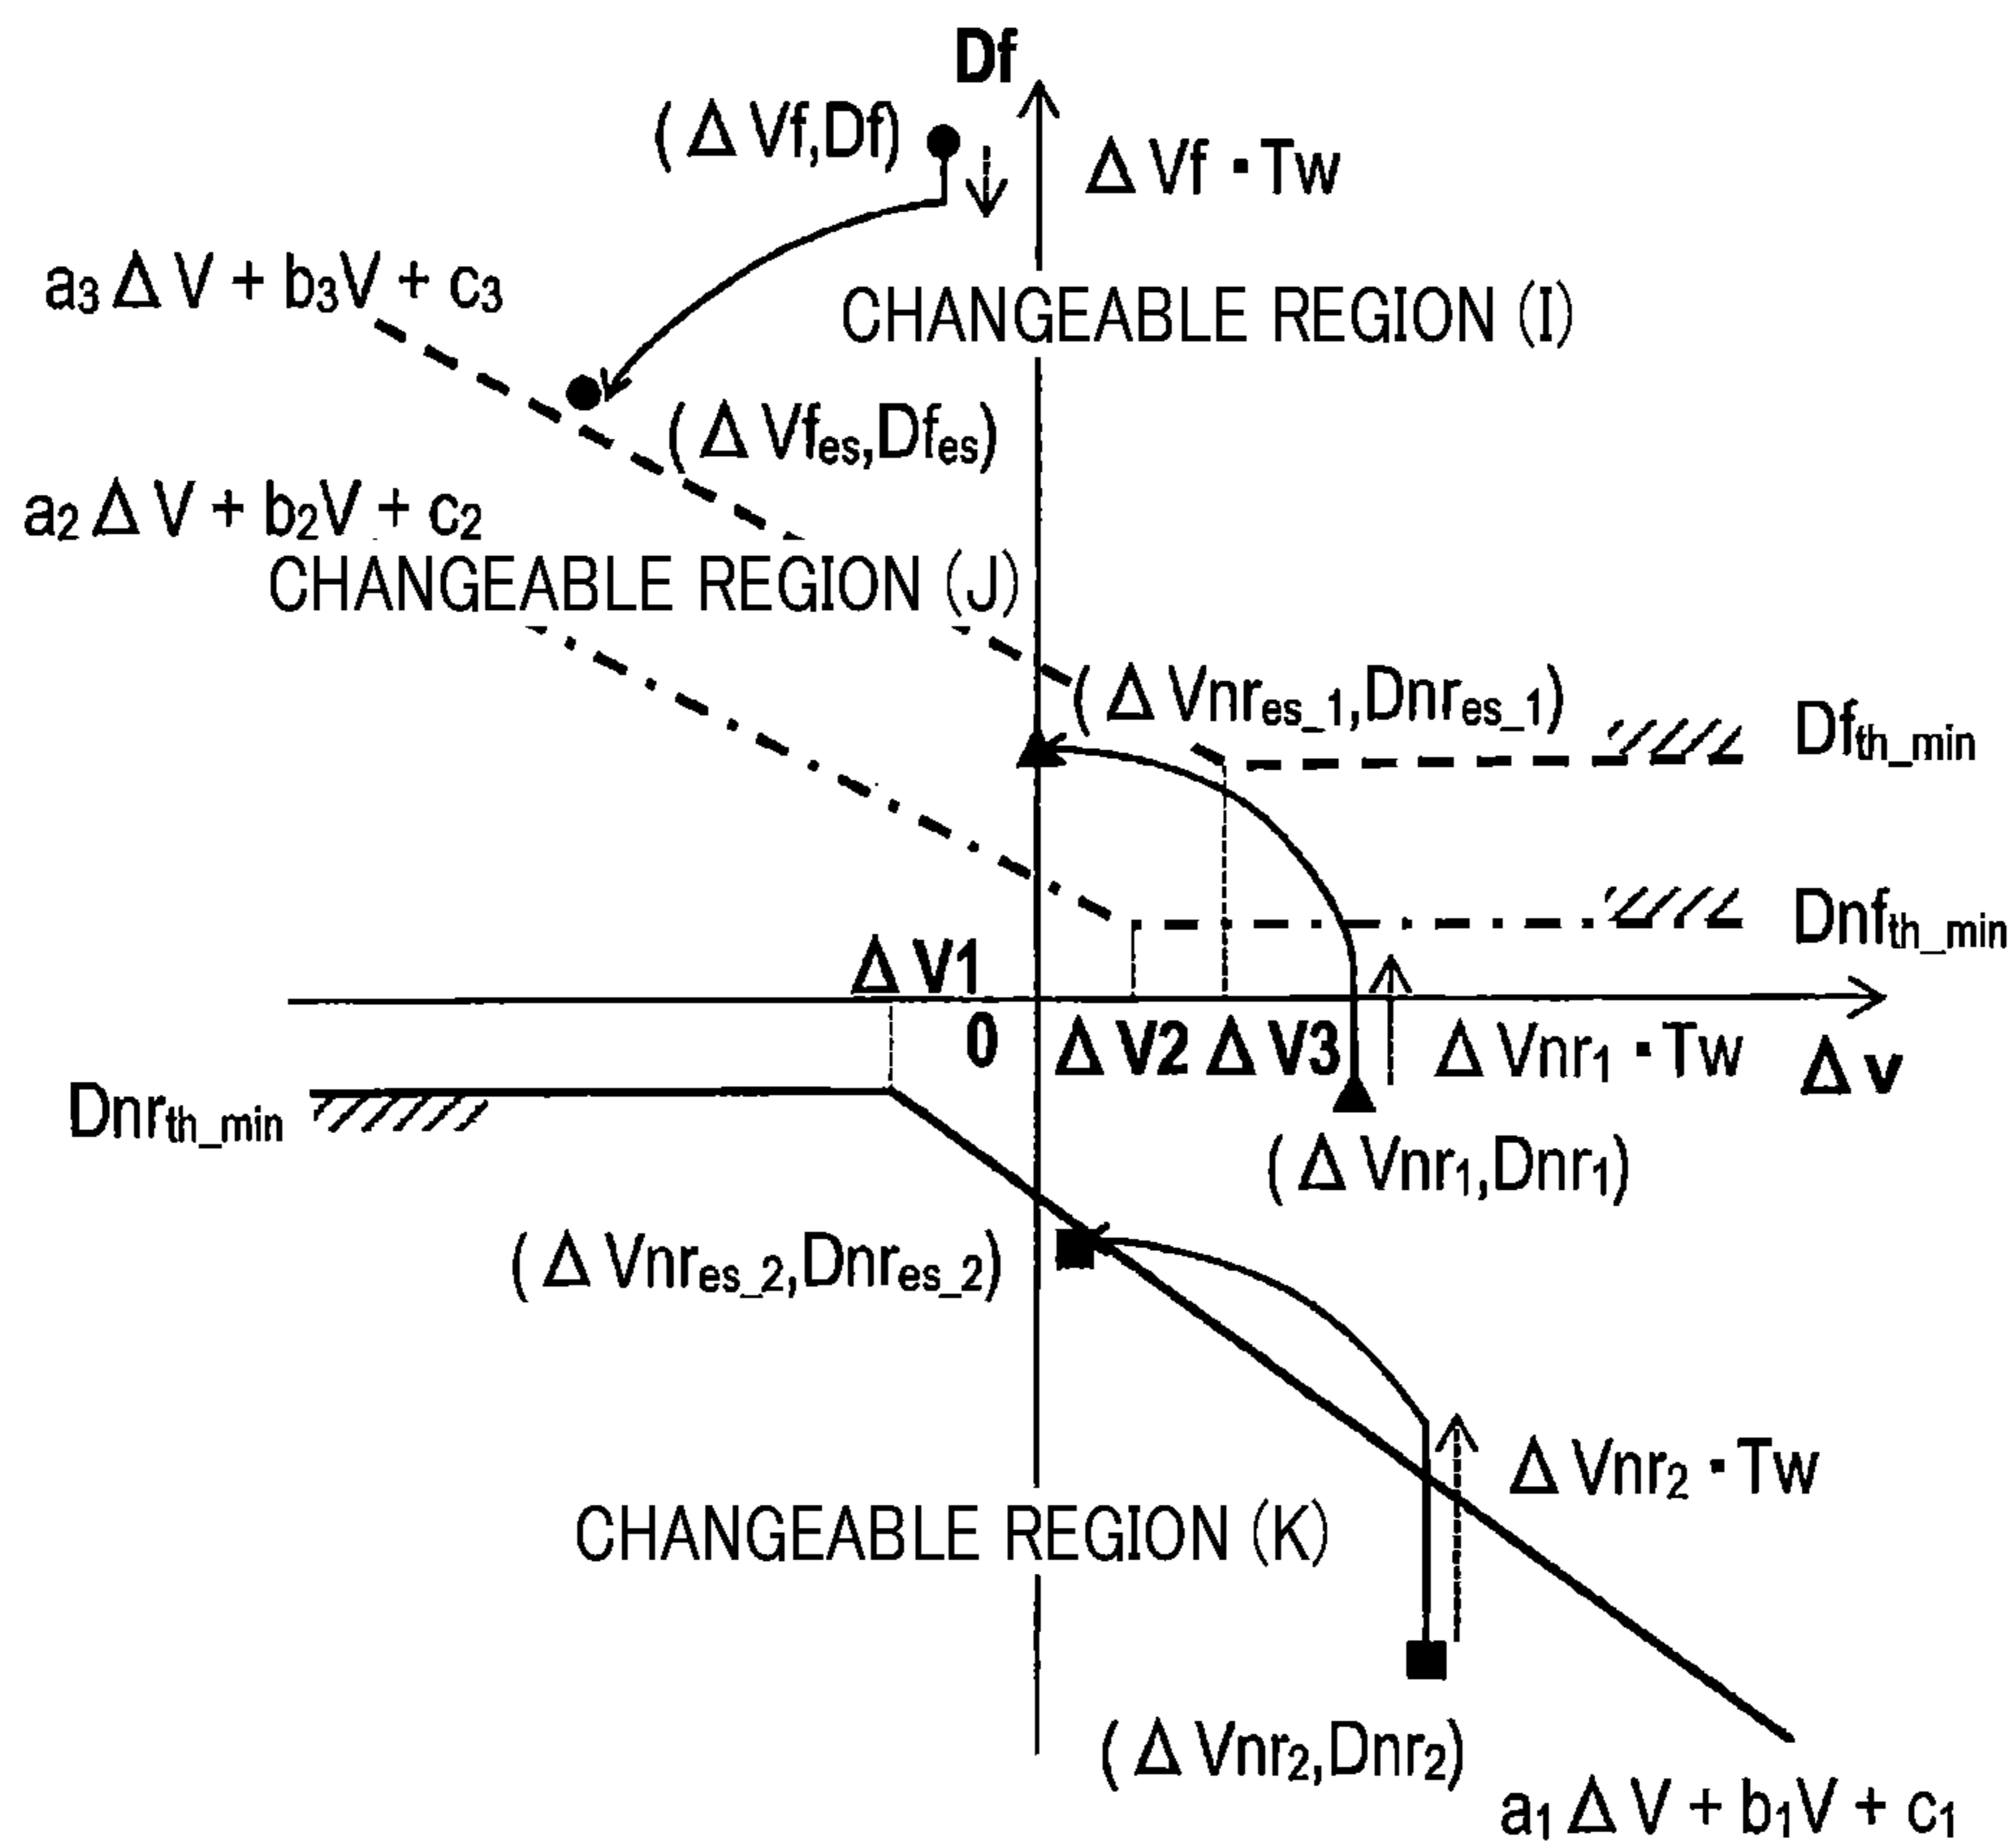 Df
(ΔVf,Df)
ΔVf・Tw
a3ΔV + b3V + c3
CHANGEABLE REGION (I)
(ΔVfes,Dfes)
a2ΔV + b2V + c2
CHANGEABLE REGION (J)
(ΔVnres_1,Dnres_1)
Dfth_min
Dnfth_min
ΔV1
0
ΔV2
ΔV3
ΔVnr1・Tw
Δv
Dnrth_min
(ΔVnr1,Dnr1)
(ΔVnres_2,Dnres_2)
ΔVnr2・Tw
CHANGEABLE REGION (K)
(ΔVnr2,Dnr2)
a1ΔV + b1V + c1